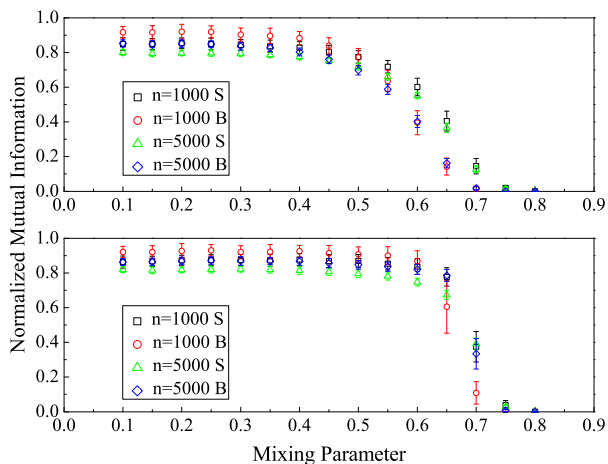 Normalized Mutual Information
1.0
0.8
0.6
0.4
0.2
0.0
n=1000 S
n=1000 B
n=5000 S
n=5000 B
0.0 0.1 0.2 0.3 0.4 0.5 0.6 0.7 0.8 0.9
1.0
0.8
0.6
0.4
0.2
0.0
n=1000 S
n=1000 B
n=5000 S
n=5000 B
0.0 0.1 0.2 0.3 0.4 0.5 0.6 0.7 0.8 0.9
Mixing Parameter